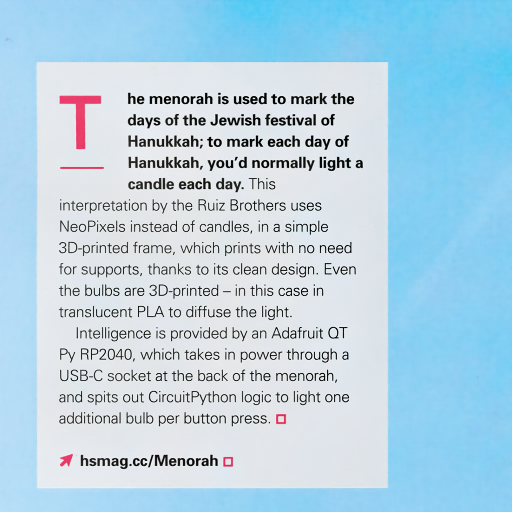 The menorah is used to mark the
days of the Jewish festival of
Hanukkah; to mark each day of
Hanukkah, you'd normally light a
candle each day. This
interpretation by the Ruiz Brothers uses
NeoPixels instead of candles, in a simple
3D-printed frame, which prints with no need
for supports, thanks to its clean design. Even
the bulbs are 3D-printed – in this case in
translucent PLA to diffuse the light.
Intelligence is provided by an Adafruit QT
Py RP2040, which takes in power through a
USB-C socket at the back of the menorah,
and spits out CircuitPython logic to light one
additional bulb per button press.
hsmag.cc/Menorah